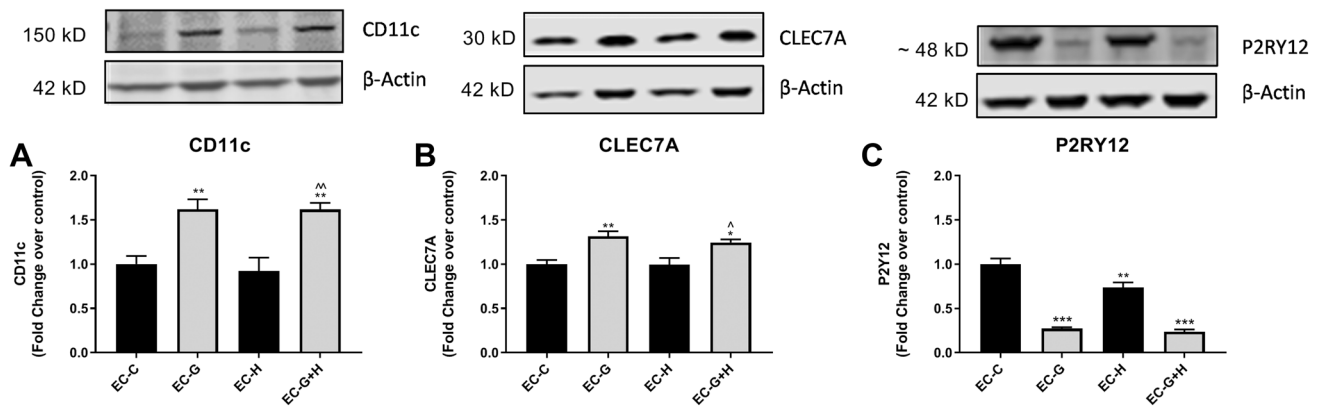 150 kD
CD11c
42 kD
β-Actin
30 kD
CLEC7A
42 kD
β-Actin
~ 48 kD
P2RY12
42 kD
β-Actin
A
CD11c
CD11c
(Fold Change over control)
2.0
1.5
1.0
0.5
0.0
**
^^
**
EC-C
EC-G
EC-H
EC-G+H
B
CLEC7A
CLEC7A
(Fold Change over control)
2.0
1.5
1.0
0.5
0.0
**
^
*
EC-C
EC-G
EC-H
EC-G+H
C
P2RY12
P2Y12
(Fold Change over control)
2.0
1.5
1.0
0.5
0.0
***
**
***
EC-C
EC-G
EC-H
EC-G+H